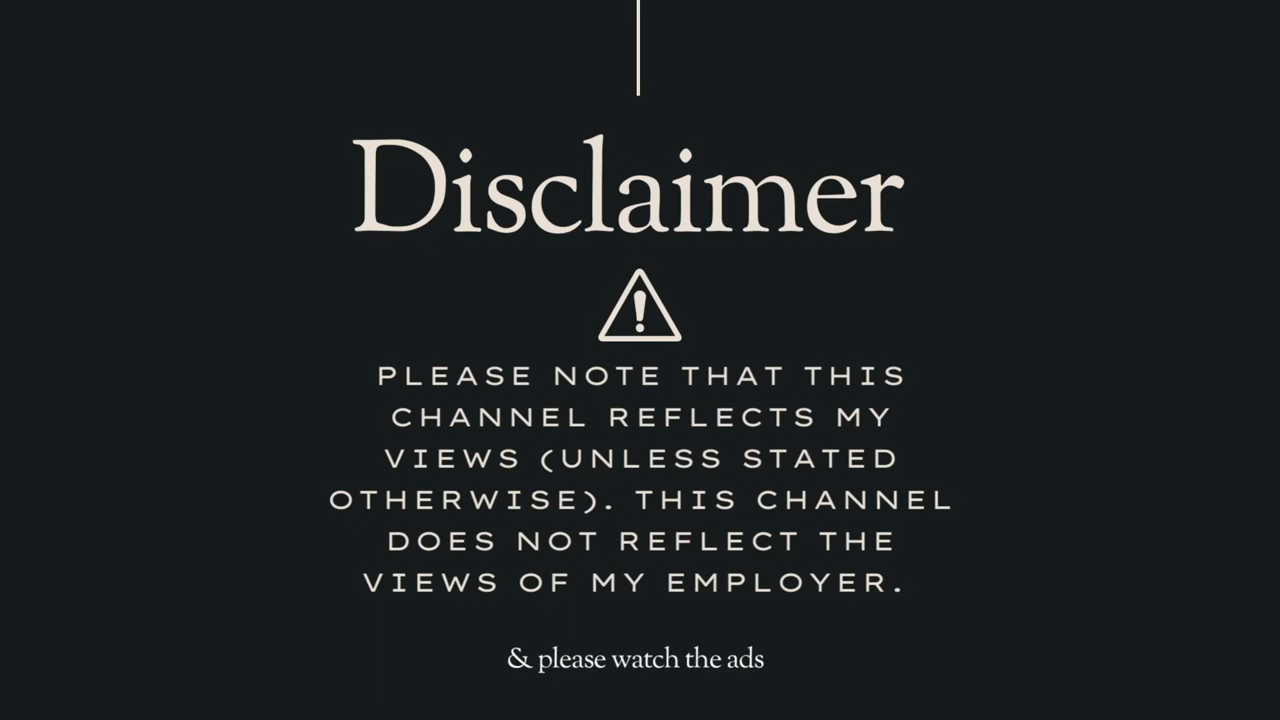 Disclaimer
PLEASE NOTE THAT THIS
CHANNEL REFLECTS MY
VIEWS (UNLESS STATED
OTHERWISE). THIS CHANNEL
DOES NOT REFLECT THE
VIEWS OF MY EMPLOYER.
& please watch the ads